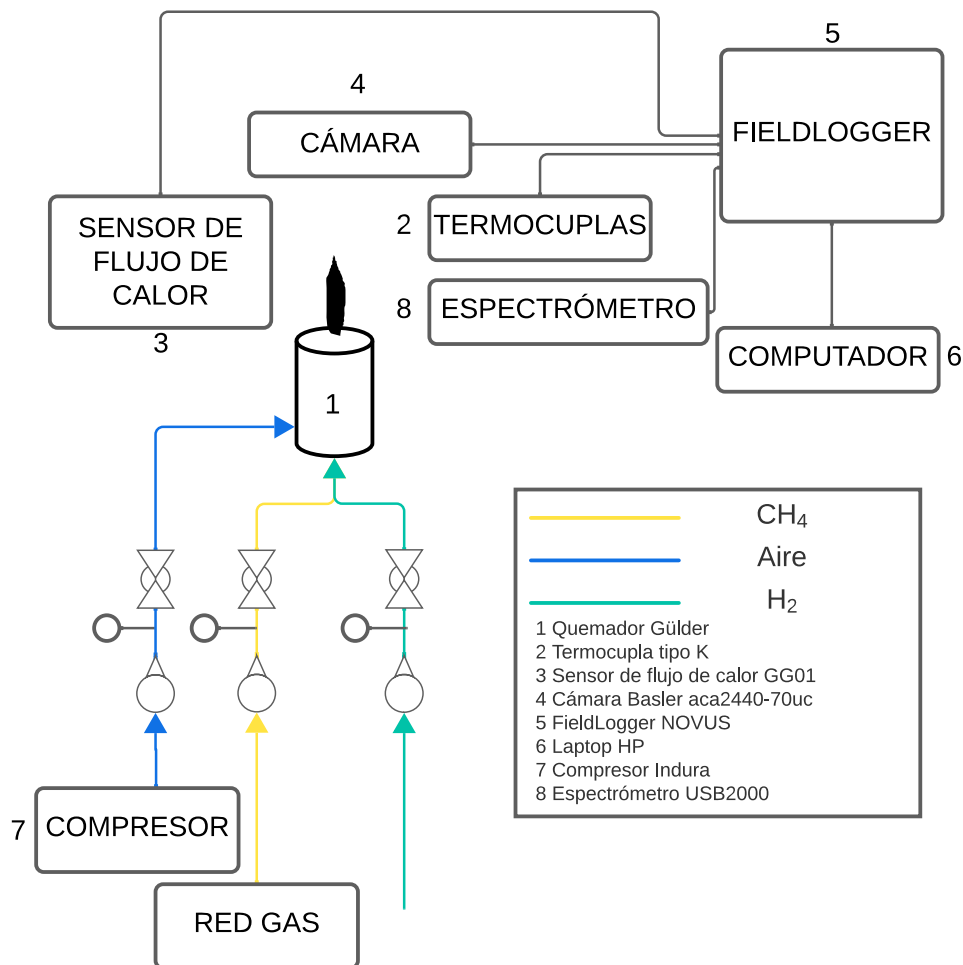 5
4
FIELDLOGGER
CÁMARA
2
TERMOCUPLAS
SENSOR DE
FLUJO DE
CALOR
3
8
ESPECTRÓMETRO
COMPUTADOR
6
1
CH₄
Aire
H₂
1 Quemador Gülder
2 Termocupla tipo K
3 Sensor de flujo de calor GG01
4 Cámara Basler aca2440-70uc
5 FieldLogger NOVUS
6 Laptop HP
7 Compresor Indura
8 Espectrómetro USB2000
7
COMPRESOR
RED GAS